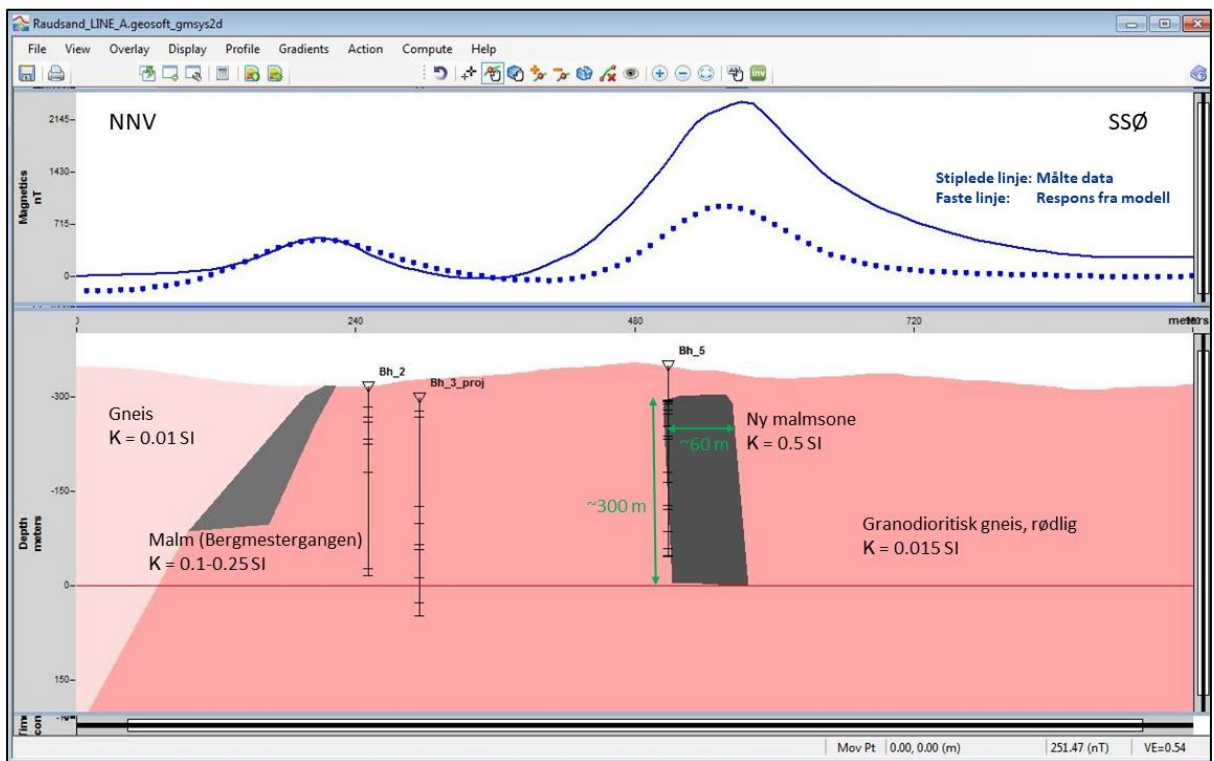 Raudsand_LINE_A.geosoft_gmsys2d
File View Overlay Display Profile Gradients Action Compute Help
inv
NNV
SSØ
Magnetics
nT
2145
1430
715
0
Stiplede linje: Målte data
Faste linje: Respons fra modell
0
240
480
720
meters
Depth
meters
-300
-150
0
150
Bh_2
Bh_3_proj
Bh_5
Gneis
K = 0.01 SI
Malm (Bergmestergangen)
K = 0.1-0.25 SI
~60 m
~300 m
Ny malmsone
K = 0.5 SI
Granodioritisk gneis, rødlig
K = 0.015 SI
Mov Pt 0.00, 0.00 (m) 251.47 (nT) VE=0.54